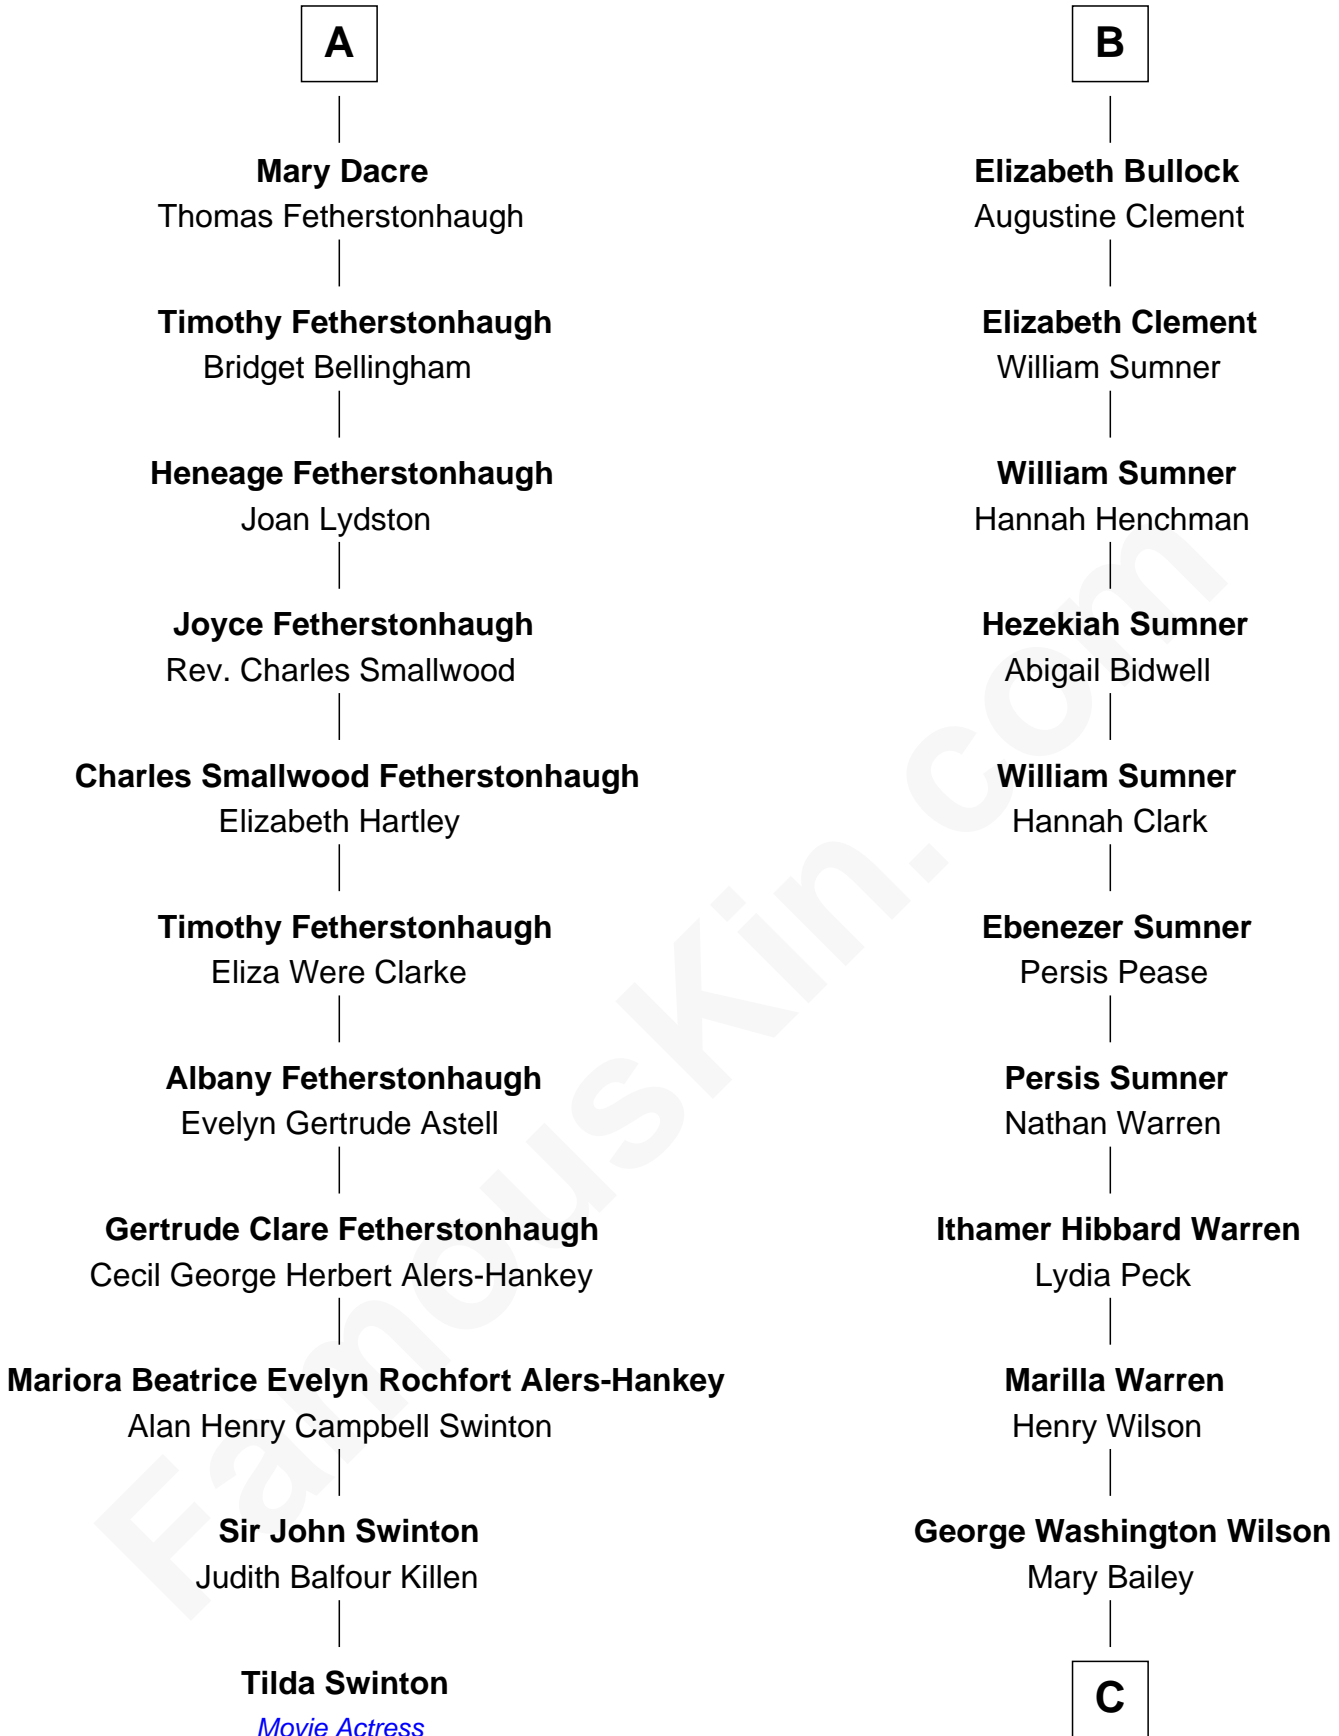 A
Mary Dacre
Thomas Fetherstonhaugh
Timothy Fetherstonhaugh
Bridget Bellingham
Heneage Fetherstonhaugh
Joan Lydston
Joyce Fetherstonhaugh
Rev. Charles Smallwood
Charles Smallwood Fetherstonhaugh
Elizabeth Hartley
Timothy Fetherstonhaugh
Eliza Were Clarke
Albany Fetherstonhaugh
Evelyn Gertrude Astell
Gertrude Clare Fetherstonhaugh
Cecil George Herbert Alers-Hankey
Mariora Beatrice Evelyn Rochfort Alers-Hankey
Alan Henry Campbell Swinton
Sir John Swinton
Judith Balfour Killen
Tilda Swinton
Movie Actress
B
Elizabeth Bullock
Augustine Clement
Elizabeth Clement
William Sumner
William Sumner
Hannah Henchman
Hezekiah Sumner
Abigail Bidwell
William Sumner
Hannah Clark
Ebenezer Sumner
Persis Pease
Persis Sumner
Nathan Warren
Ithamer Hibbard Warren
Lydia Peck
Marilla Warren
Henry Wilson
George Washington Wilson
Mary Bailey
C
FamousKin.com